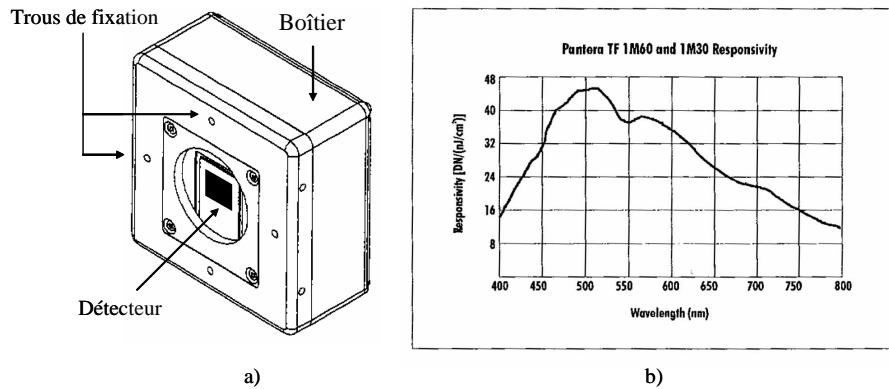 Trous de fixation
Boîtier
Détecteur
a)
Pantera TF 1M60 and 1M30 Responsivity
Responsivity [DN/(nJ/cm²)]
48
40
32
24
16
8
400 450 500 550 600 650 700 750 800
Wavelength (nm)
b)